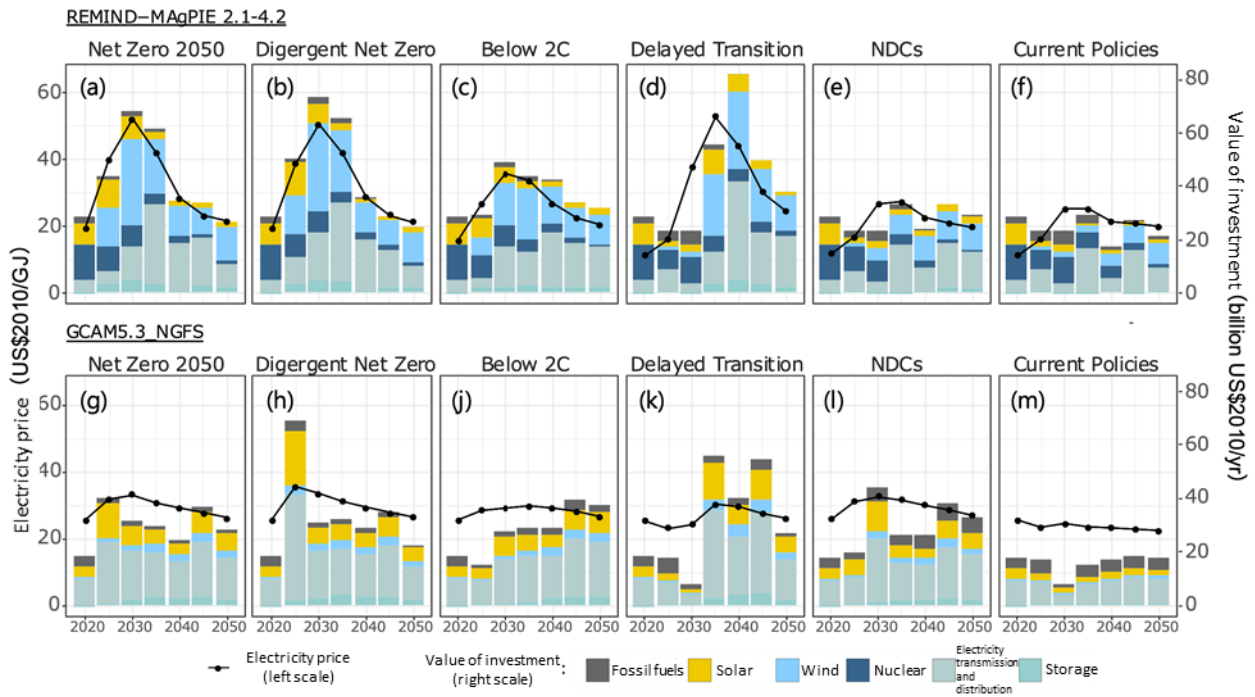 REMIND−MAgPIE 2.1-4.2
Net Zero 2050
Digergent Net Zero
Below 2C
Delayed Transition
NDCs
Current Policies
(a)
(b)
(c)
(d)
(e)
(f)
60
40
20
0
80
60
40
20
0
GCAM5.3_NGFS
Net Zero 2050
Digergent Net Zero
Below 2C
Delayed Transition
NDCs
Current Policies
(g)
(h)
(j)
(k)
(l)
(m)
60
40
20
0
80
60
40
20
0
Electricity price (US$2010/GJ)
Value of investment (billion US$2010/yr)
2020 2030 2040 2050
2020 2030 2040 2050
2020 2030 2040 2050
2020 2030 2040 2050
2020 2030 2040 2050
2020 2030 2040 2050
Electricity price
(left scale)
Value of investment
(right scale)
:
Fossil fuels
Solar
Wind
Nuclear
Electricity
transmission
and
distribution
Storage